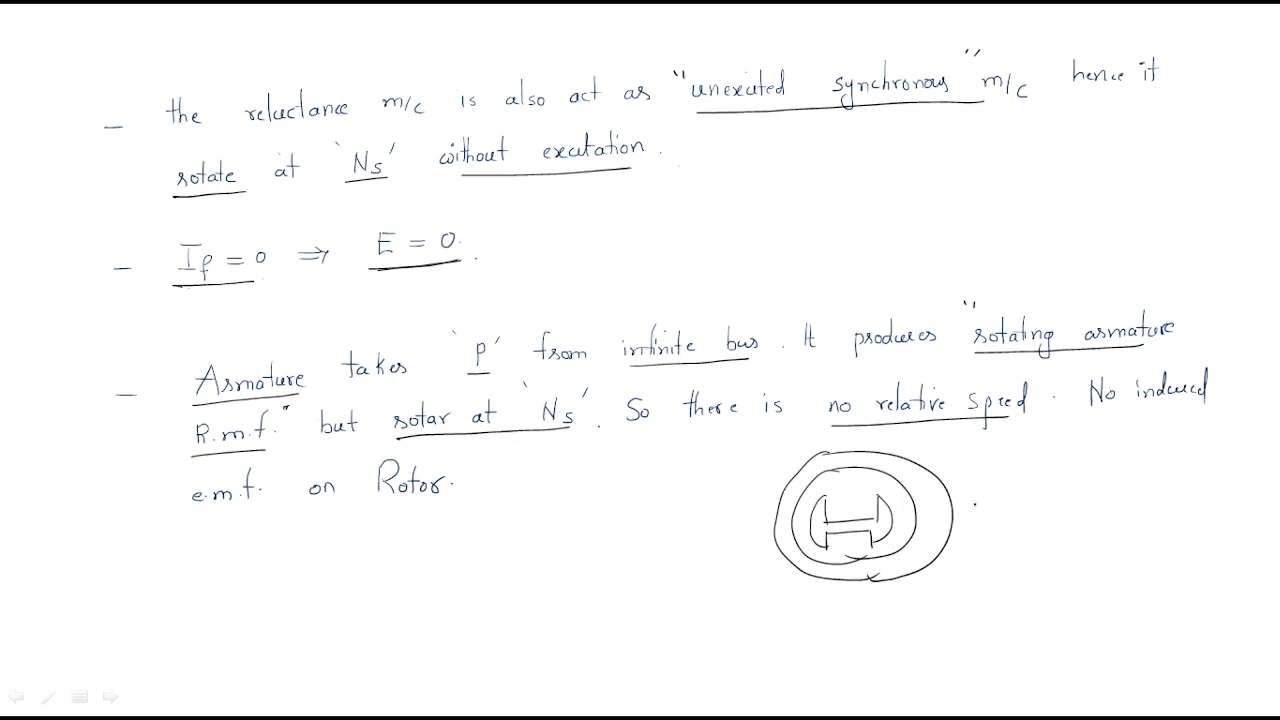 – the reluctance m/c is also act as "unexcited synchronous" m/c hence it
rotate at 'Ns' without excitation.
– If = 0 ⇒ E = 0.
– Armature takes 'P' from infinite bus. It produces "rotating armature
R.m.f." but rotar at 'Ns'. So there is no relative speed. No induced
e.m.f. on Rotor.